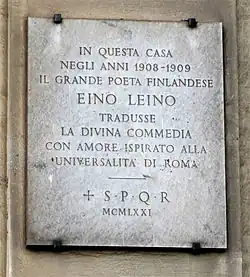 IN QUESTA CASA
NEGLI ANNI 1908-1909
IL GRANDE POETA FINLANDESE
EINO LEINO
TRADUSSE
LA DIVINA COMMEDIA
CON AMORE ISPIRATO ALLA
UNIVERSALITÀ DI ROMA
✝ S·P·Q·R
MCMLXXI